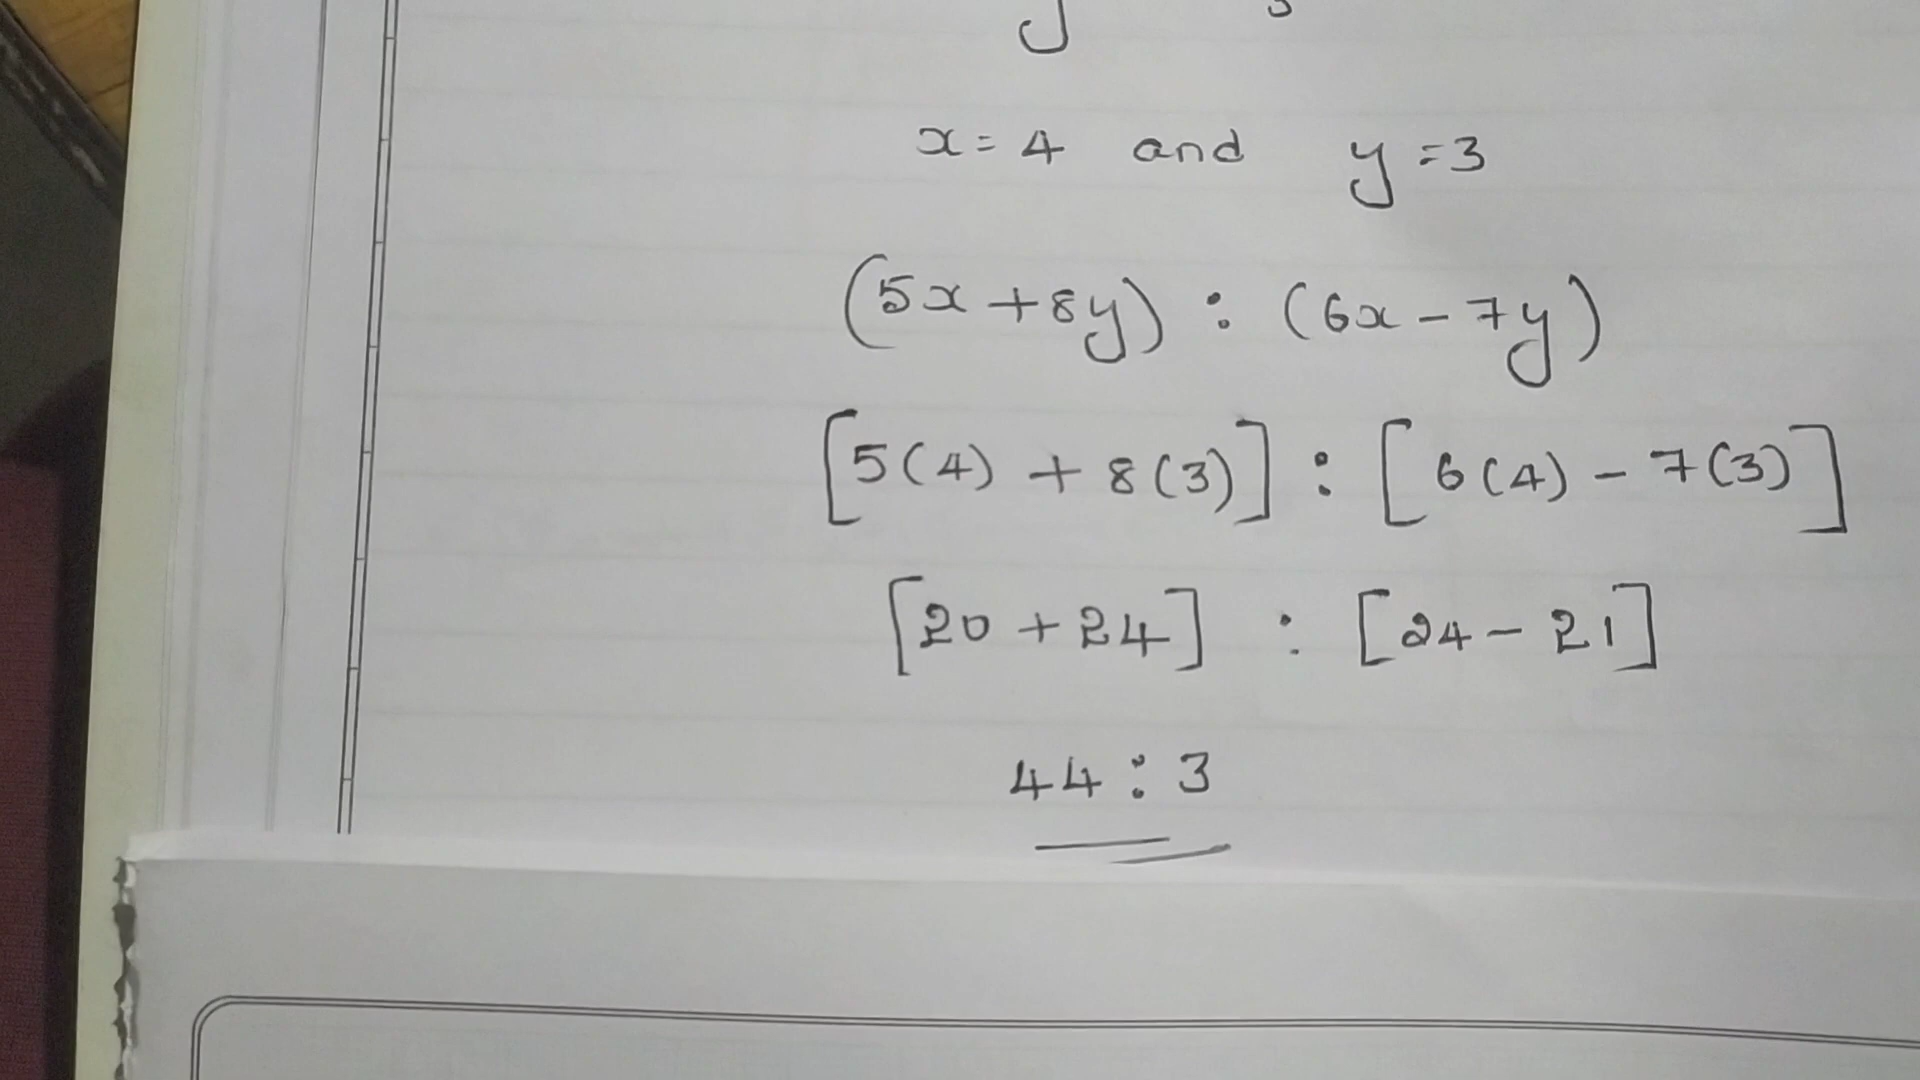 x = 4 and y = 3
(5x + 8y) : (6x - 7y)
[5(4) + 8(3)] : [6(4) - 7(3)]
[20 + 24] : [24 - 21]
44 : 3